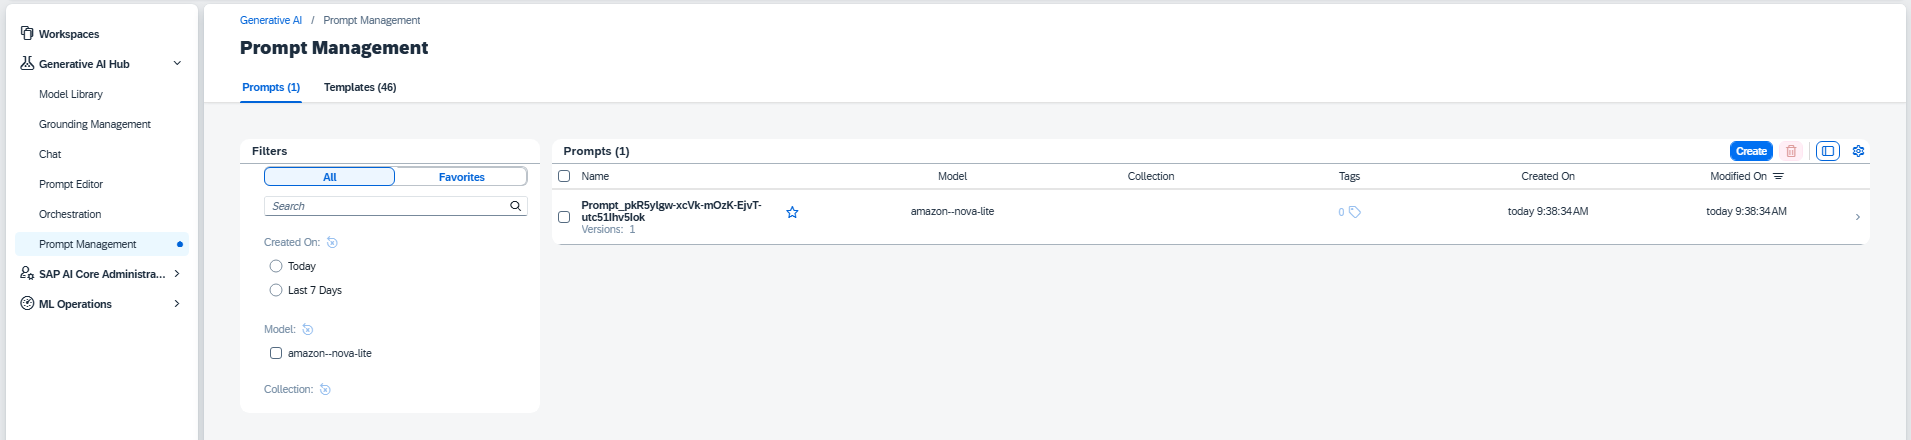 Workspaces
Generative AI Hub
Model Library
Grounding Management
Chat
Prompt Editor
Orchestration
Prompt Management
SAP AI Core Administra...
ML Operations
Generative AI / Prompt Management
Prompt Management
Prompts (1) Templates (46)
Filters
All Favorites
Search
Created On:
Today
Last 7 Days
Model:
amazon--nova-lite
Collection:
Prompts (1) Create
Name Model Collection Tags Created On Modified On
Prompt_pkR5ylgw-xcVk-mOzK-EjvT-
utc51Ihv5Iok
Versions: 1
amazon--nova-lite 0 today 9:38:34 AM today 9:38:34 AM